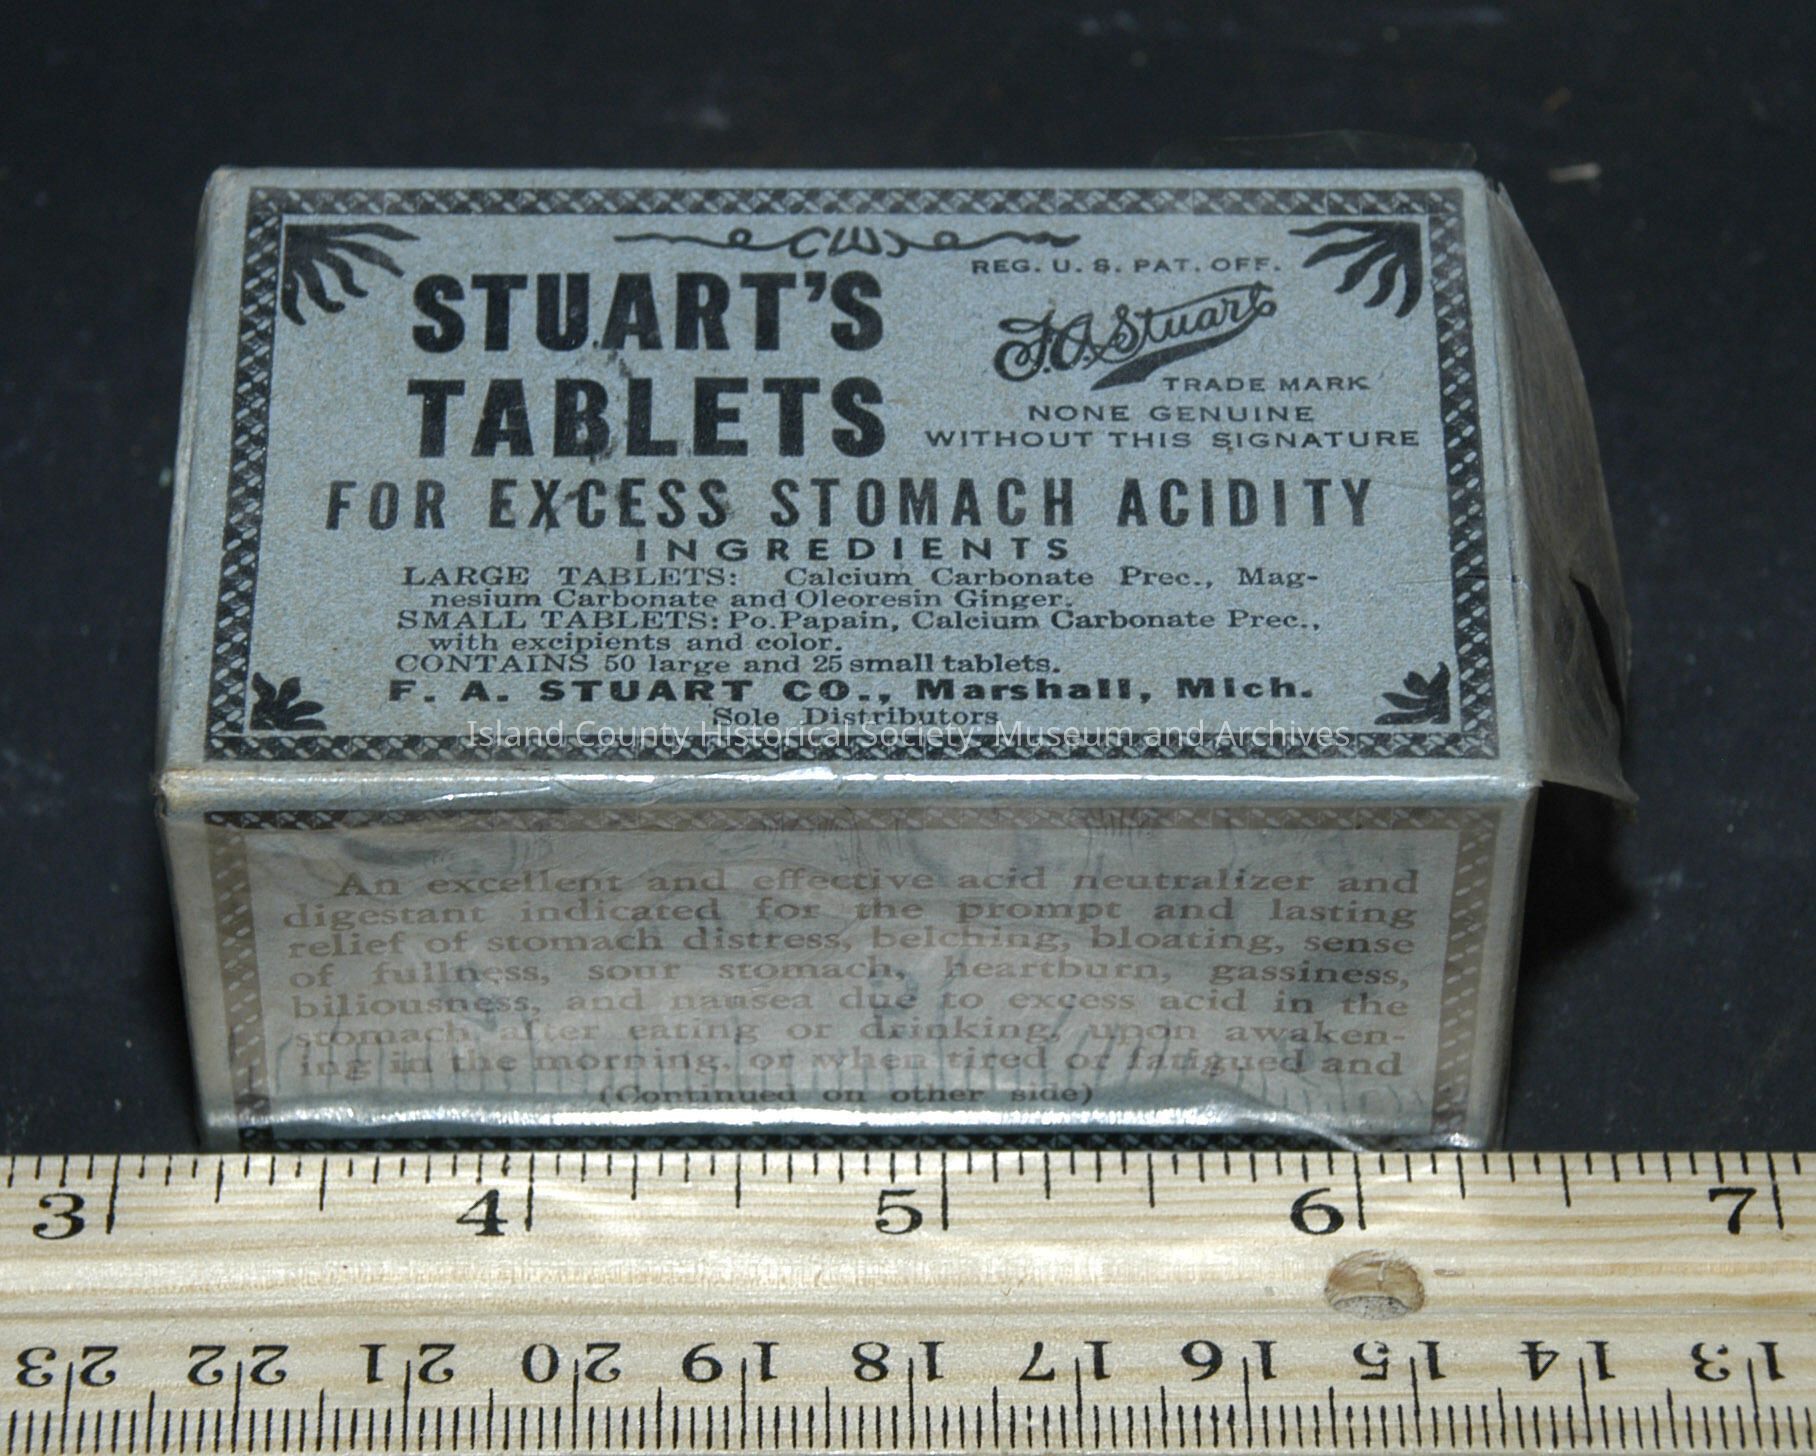 REG. U. S. PAT. OFF.
STUART'S
TABLETS
F.A. Stuart
TRADE MARK
NONE GENUINE
WITHOUT THIS SIGNATURE
FOR EXCESS STOMACH ACIDITY
INGREDIENTS
LARGE TABLETS: Calcium Carbonate Prec., Mag-
nesium Carbonate and Oleoresin Ginger.
SMALL TABLETS: Po. Papain, Calcium Carbonate Prec.,
with excipients and color.
CONTAINS 50 large and 25 small tablets.
F. A. STUART CO., Marshall, Mich.
Sole Distributors
Island County Historical Society: Museum and Archives
An excellent and effective acid neutralizer and
digestant indicated for the prompt and lasting
relief of stomach distress, belching, bloating, sense
of fullness, sour stomach, heartburn, gassiness,
biliousness, and nausea due to excess acid in the
stomach after eating or drinking, upon awaken-
ing in the morning, or when tired or fatigued and
(Continued on other side)
3 4 5 6 7
23 22 21 20 19 18 17 16 15 14 13